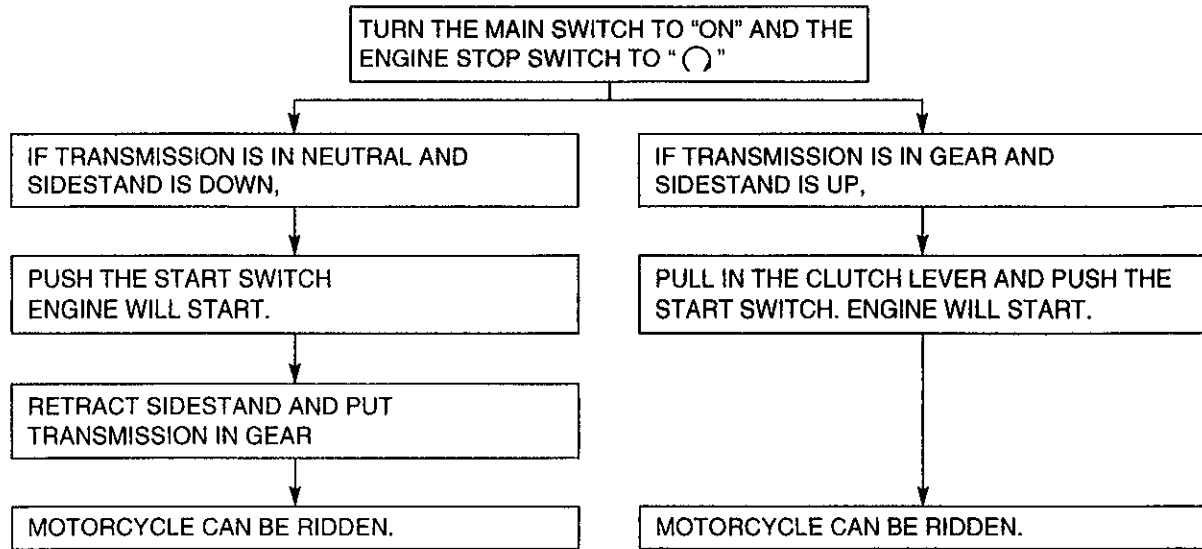 TURN THE MAIN SWITCH TO “ON” AND THE
ENGINE STOP SWITCH TO “ ”
IF TRANSMISSION IS IN NEUTRAL AND
SIDESTAND IS DOWN,
PUSH THE START SWITCH
ENGINE WILL START.
RETRACT SIDESTAND AND PUT
TRANSMISSION IN GEAR
MOTORCYCLE CAN BE RIDDEN.
IF TRANSMISSION IS IN GEAR AND
SIDESTAND IS UP,
PULL IN THE CLUTCH LEVER AND PUSH THE
START SWITCH. ENGINE WILL START.
MOTORCYCLE CAN BE RIDDEN.